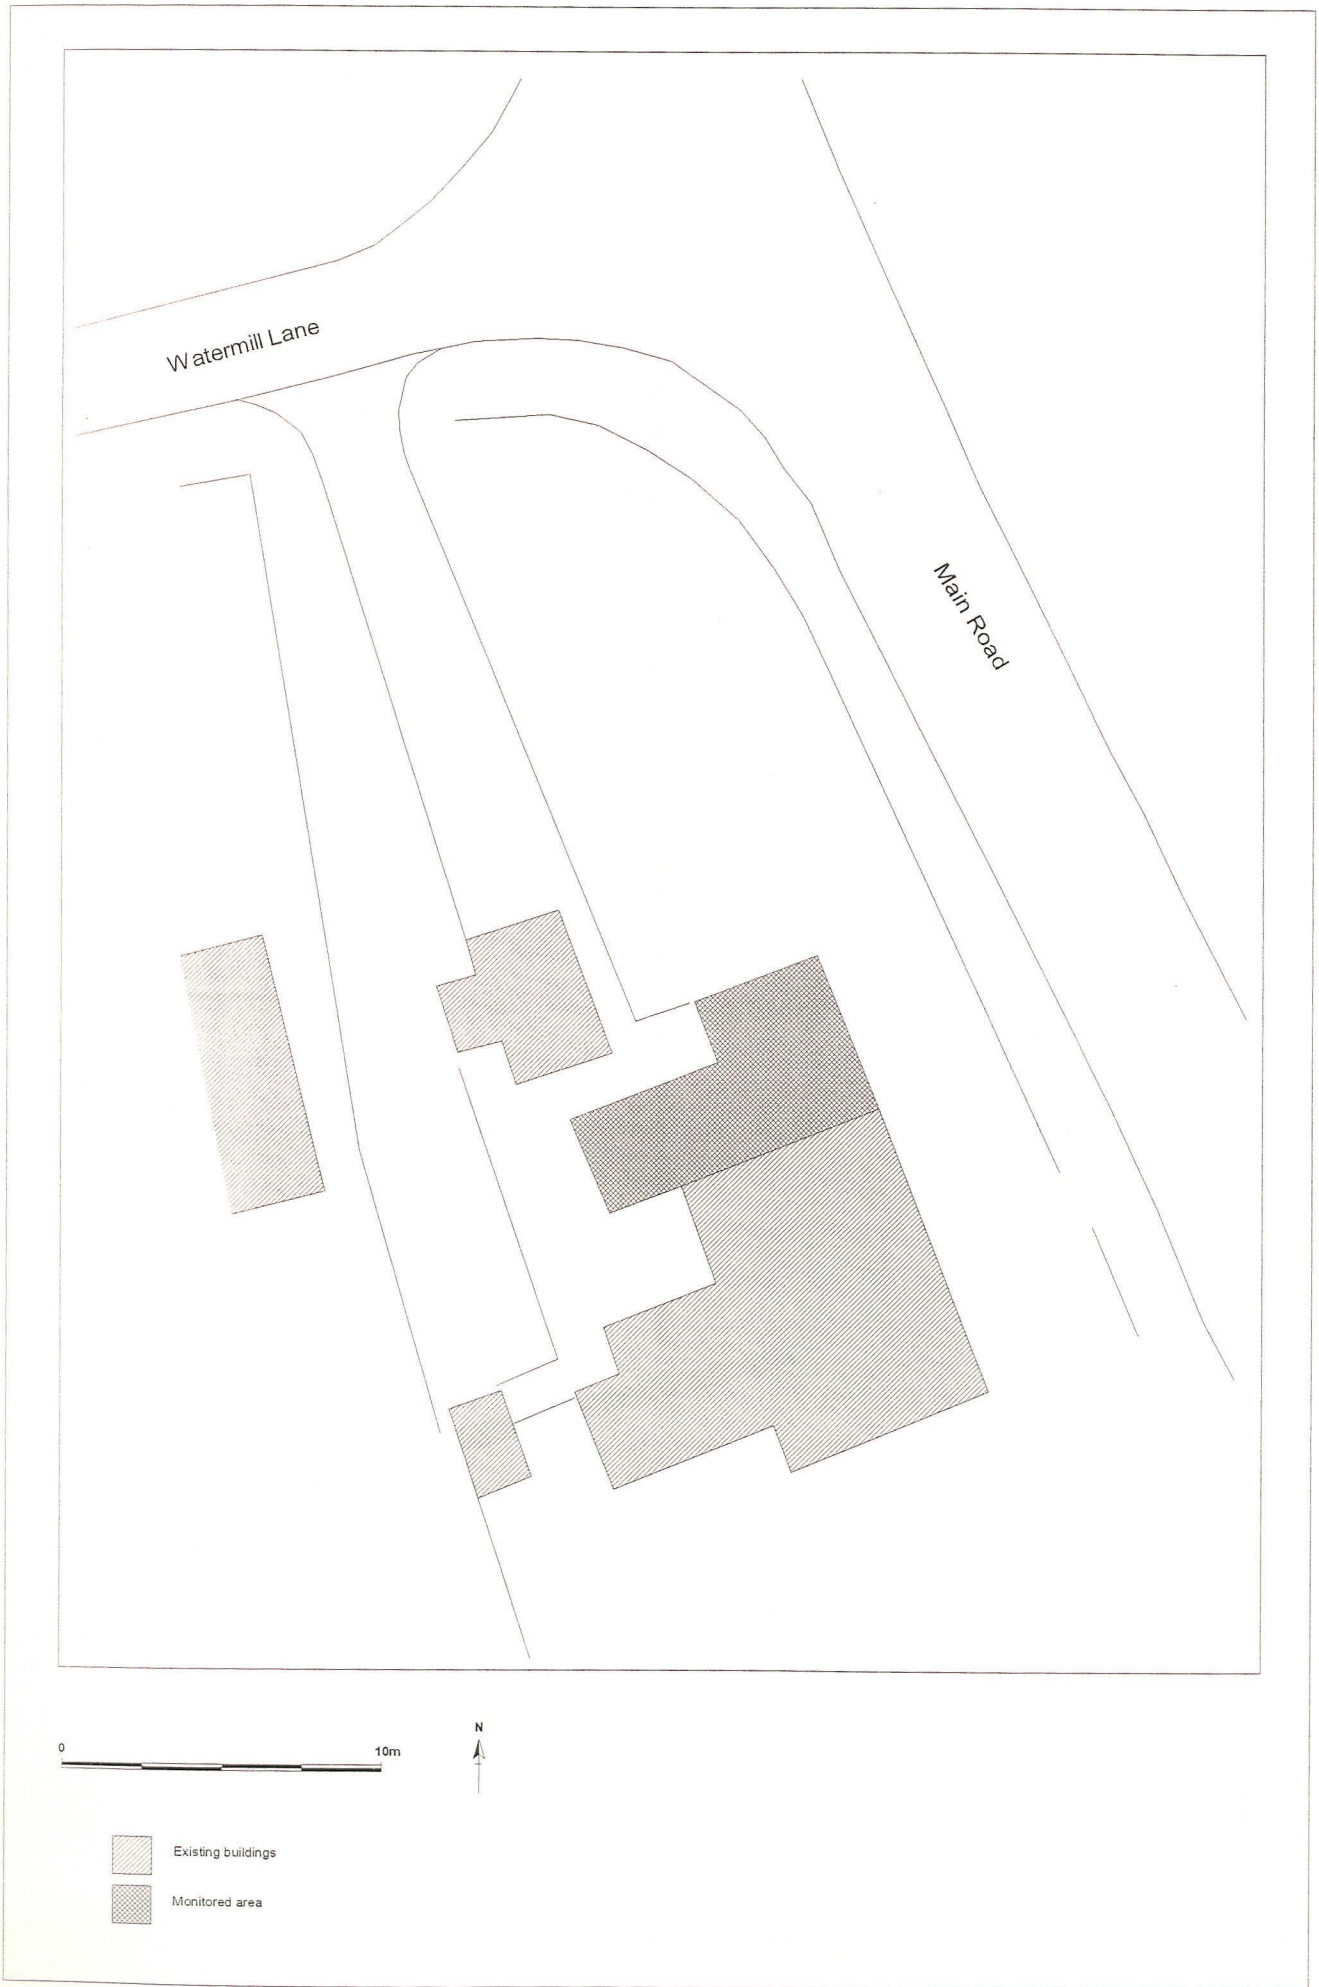 Watermill Lane
Main Road
0 10m
N
Existing buildings
Monitored area